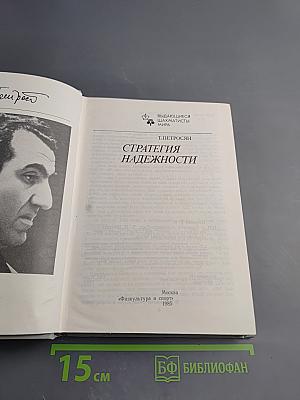 ВЫДАЮЩИЕСЯ
ШАХМАТИСТЫ
МИРА
Т.ПЕТРОСЯН
СТРАТЕГИЯ
НАДЕЖНОСТИ
Москва
«Физкультура и спорт»
1985
15 см
БФ БИБЛИОФАН